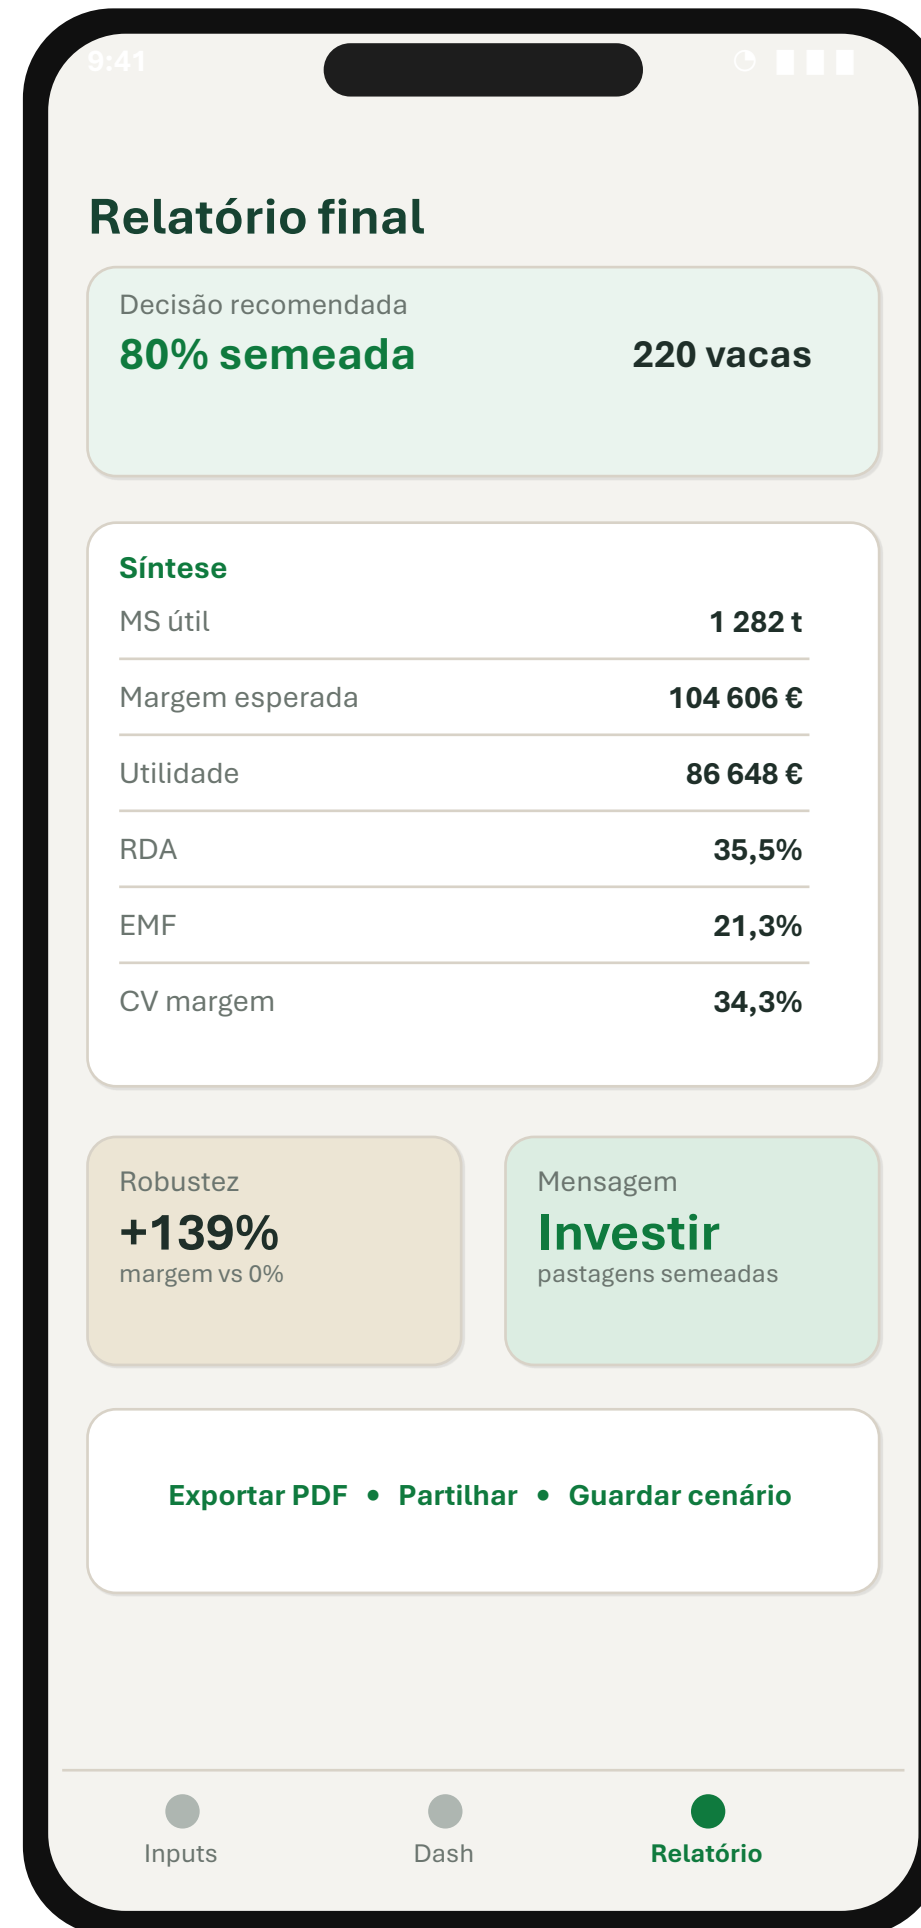 9:41
Relatório final
Decisão recomendada
80% semeada 220 vacas
Síntese
MS útil 1 282 t
Margem esperada 104 606 €
Utilidade 86 648 €
RDA 35,5%
EMF 21,3%
CV margem 34,3%
Robustez
+139%
margem vs 0%
Mensagem
Investir
pastagens semeadas
Exportar PDF • Partilhar • Guardar cenário
Inputs Dash Relatório